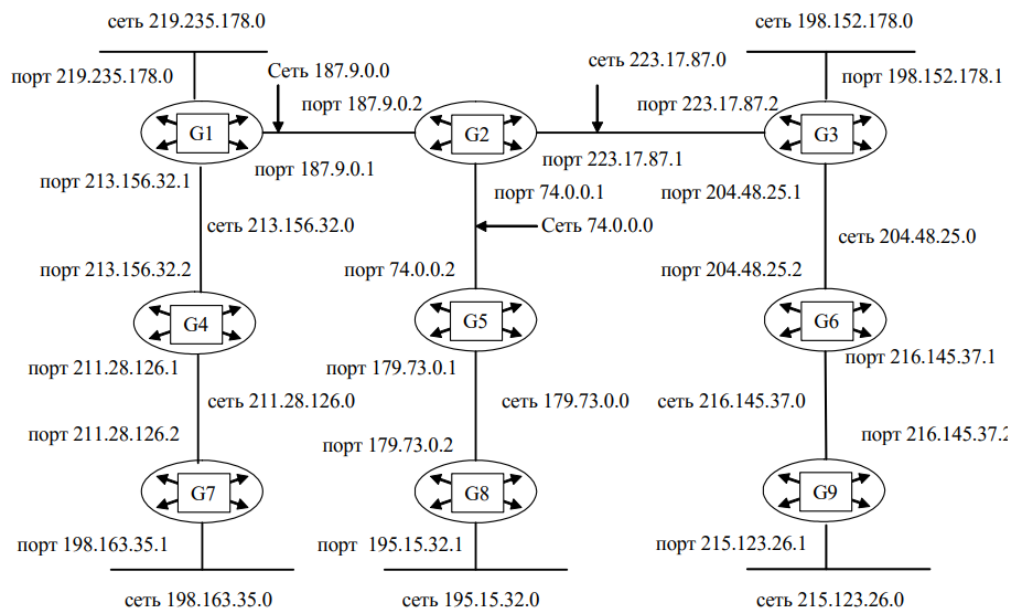 сеть 219.235.178.0
сеть 198.152.178.0
порт 219.235.178.0
Сеть 187.9.0.0
сеть 223.17.87.0
порт 198.152.178.1
порт 187.9.0.2
порт 223.17.87.2
G1
G2
G3
порт 187.9.0.1
порт 223.17.87.1
порт 213.156.32.1
порт 74.0.0.1
порт 204.48.25.1
сеть 213.156.32.0
Сеть 74.0.0.0
сеть 204.48.25.0
порт 213.156.32.2
порт 74.0.0.2
порт 204.48.25.2
G4
G5
G6
порт 211.28.126.1
порт 179.73.0.1
порт 216.145.37.1
сеть 211.28.126.0
сеть 179.73.0.0
сеть 216.145.37.0
порт 211.28.126.2
порт 179.73.0.2
порт 216.145.37.2
G7
G8
G9
порт 198.163.35.1
порт 195.15.32.1
порт 215.123.26.1
сеть 198.163.35.0
сеть 195.15.32.0
сеть 215.123.26.0